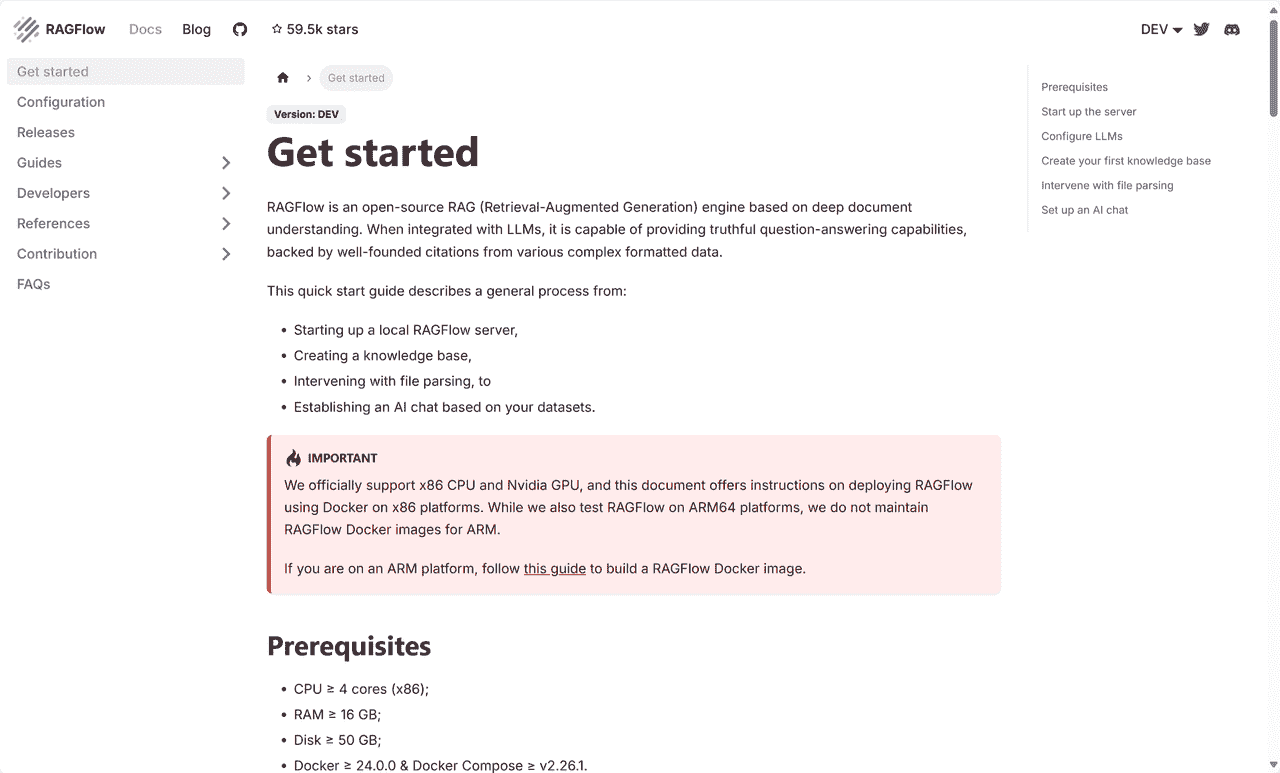 RAGFlow
Docs
Blog
59.5k stars
DEV
Get started
Configuration
Releases
Guides
Developers
References
Contribution
FAQs
Get started
Version: DEV
Get started
RAGFlow is an open-source RAG (Retrieval-Augmented Generation) engine based on deep document
understanding. When integrated with LLMs, it is capable of providing truthful question-answering capabilities,
backed by well-founded citations from various complex formatted data.
This quick start guide describes a general process from:
• Starting up a local RAGFlow server,
• Creating a knowledge base,
• Intervening with file parsing, to
• Establishing an AI chat based on your datasets.
IMPORTANT
We officially support x86 CPU and Nvidia GPU, and this document offers instructions on deploying RAGFlow
using Docker on x86 platforms. While we also test RAGFlow on ARM64 platforms, we do not maintain
RAGFlow Docker images for ARM.
If you are on an ARM platform, follow this guide to build a RAGFlow Docker image.
Prerequisites
• CPU ≥ 4 cores (x86);
• RAM ≥ 16 GB;
• Disk ≥ 50 GB;
• Docker ≥ 24.0.0 & Docker Compose ≥ v2.26.1.
Prerequisites
Start up the server
Configure LLMs
Create your first knowledge base
Intervene with file parsing
Set up an AI chat